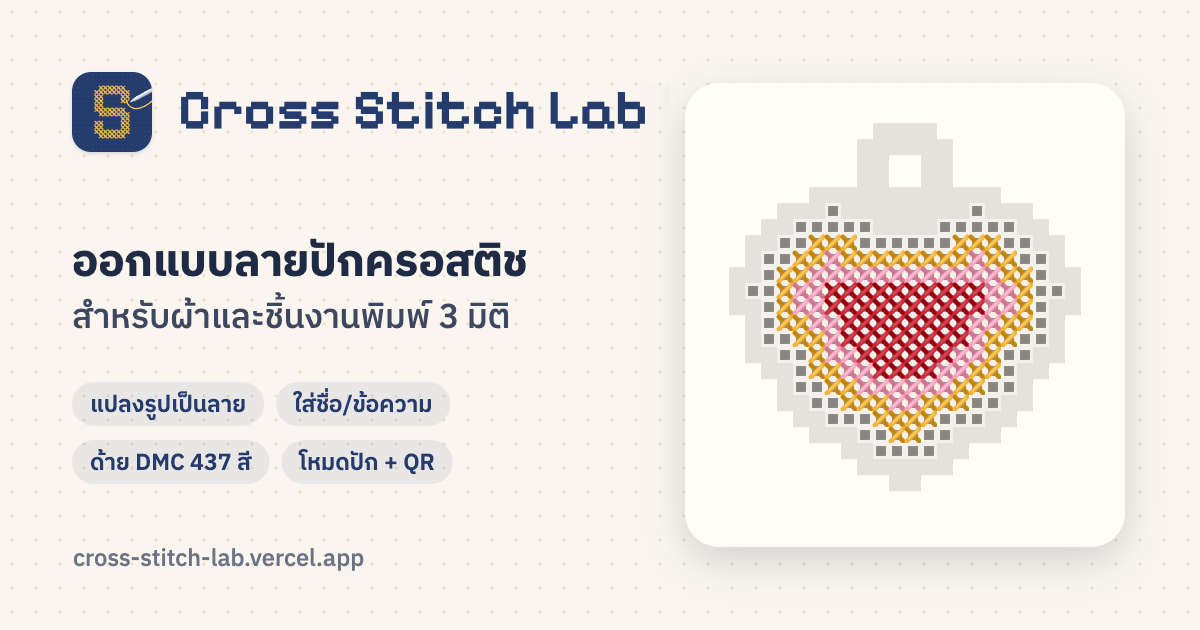 S
Cross Stitch Lab
ออกแบบลายปักครอสติช
สำหรับผ้าและชิ้นงานพิมพ์ 3 มิติ
แปลงรูปเป็นลาย
ใส่ชื่อ/ข้อความ
ด้าย DMC 437 สี
โหมดปัก + QR
cross-stitch-lab.vercel.app